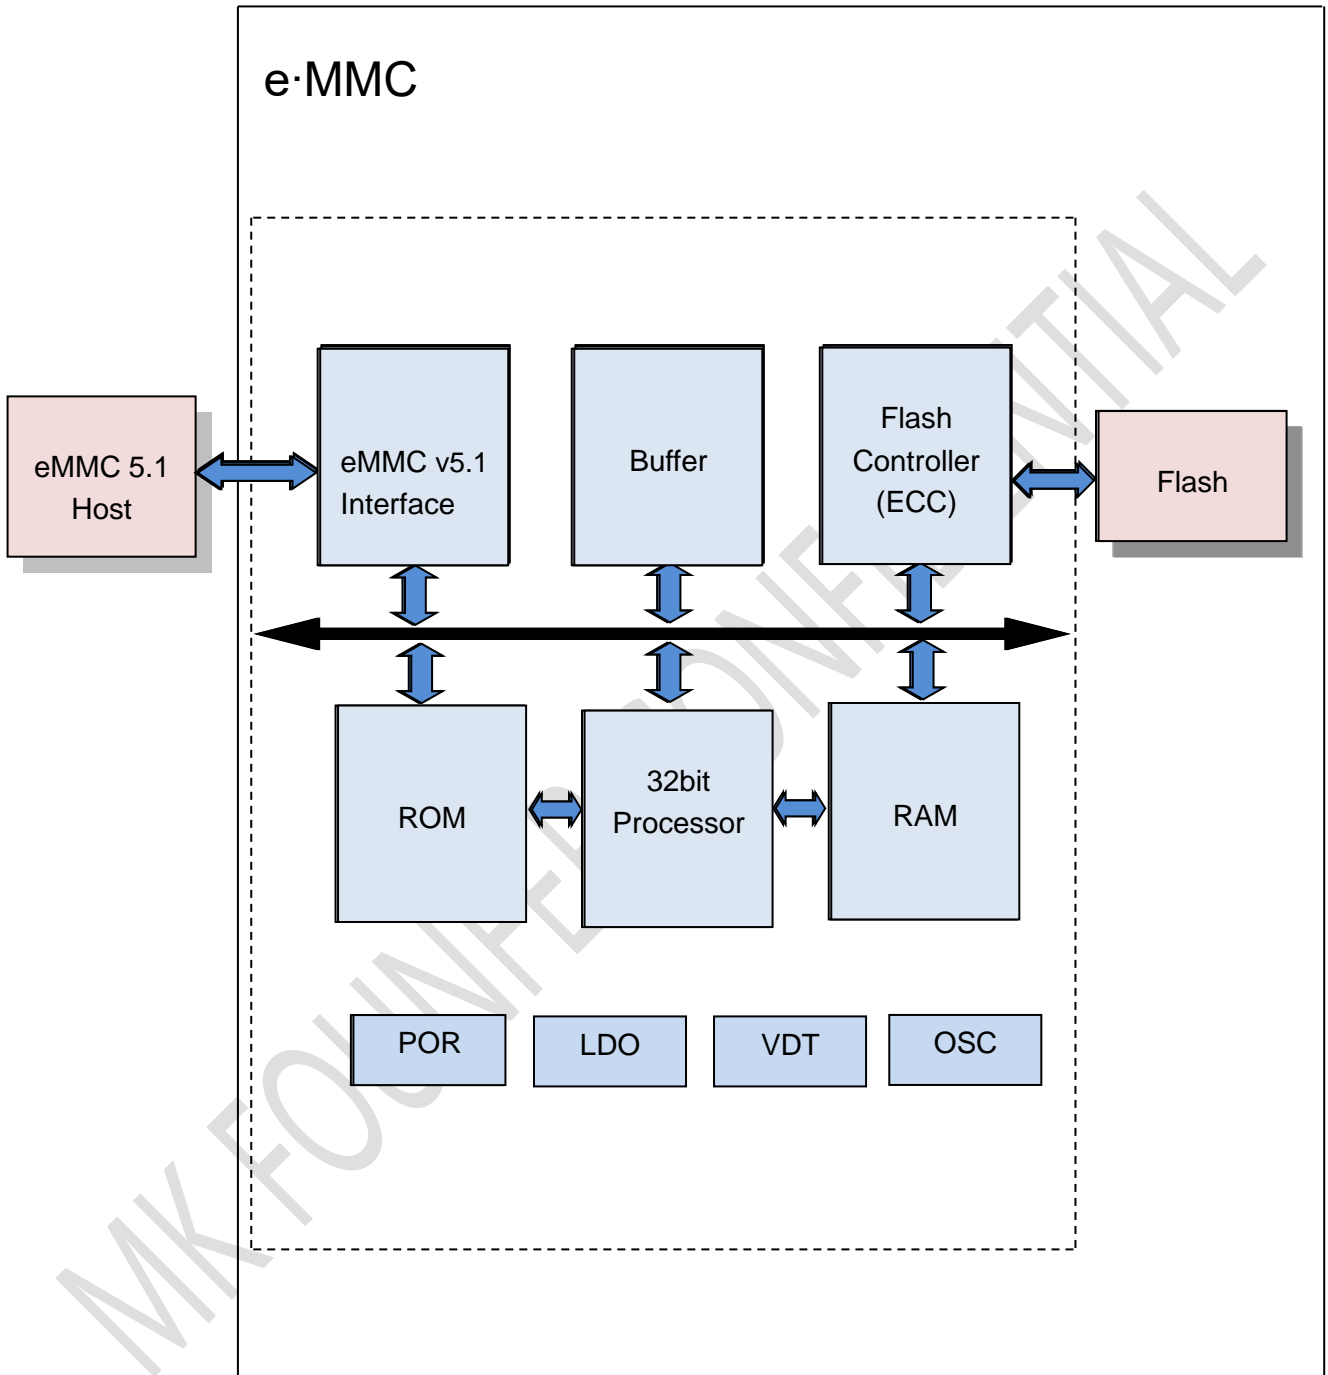 e·MMC
eMMC 5.1
Host
eMMC v5.1
Interface
Buffer
Flash
Controller
(ECC)
Flash
ROM
32bit
Processor
RAM
POR
LDO
VDT
OSC
MK FOUNDER CONFIDENTIAL